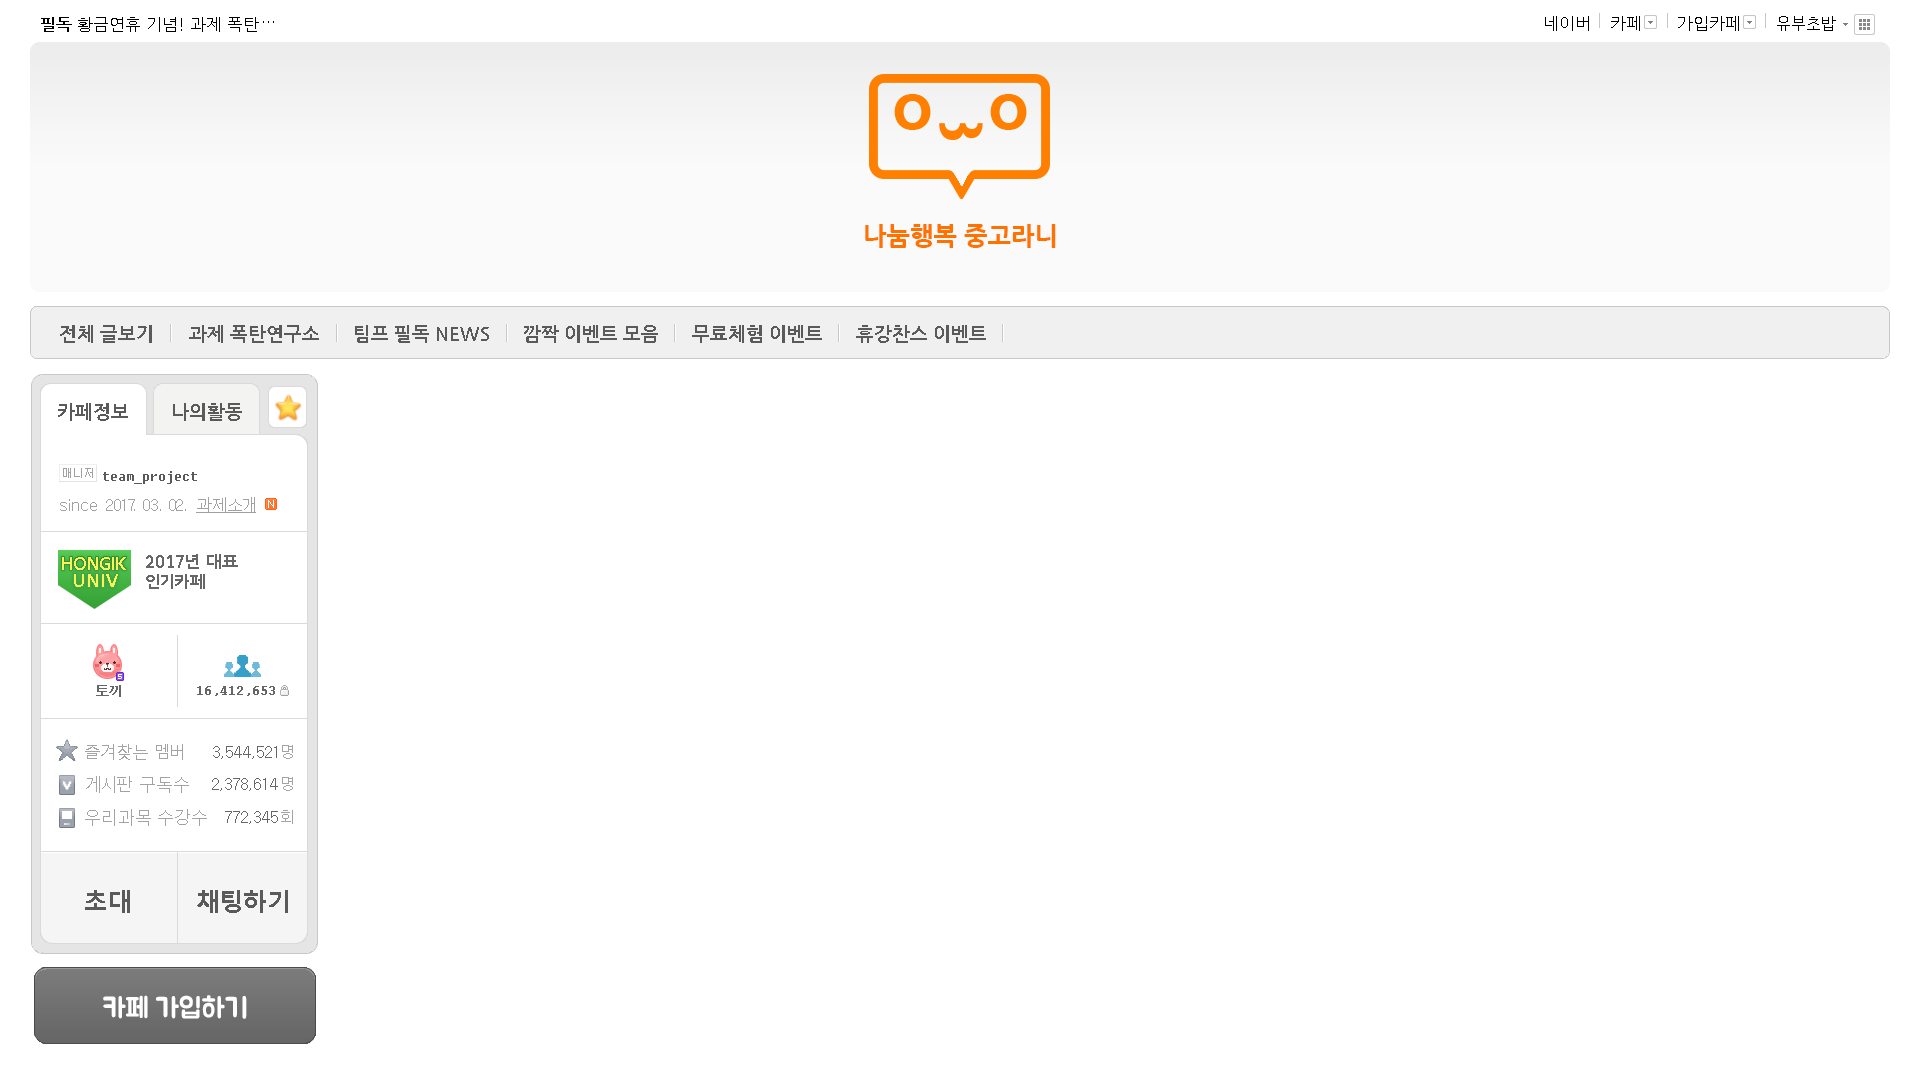 필독 황금연휴 기념! 과제 폭탄…
네이버 카페 가입카페 유부초밥
나눔행복 중고라니
전체 글보기 과제 폭탄연구소 팀프 필독 NEWS 깜짝 이벤트 모음 무료체험 이벤트 휴강찬스 이벤트
카페정보 나의활동
매니저 team_project
since 2017. 03. 02. 과제소개 N
HONGIK
UNIV
2017년 대표
인기카페
S
토끼
16,412,653
즐겨찾는 멤버 3,544,521명
게시판 구독수 2,378,614명
우리과목 수강수 772,345회
초대 채팅하기
카페 가입하기